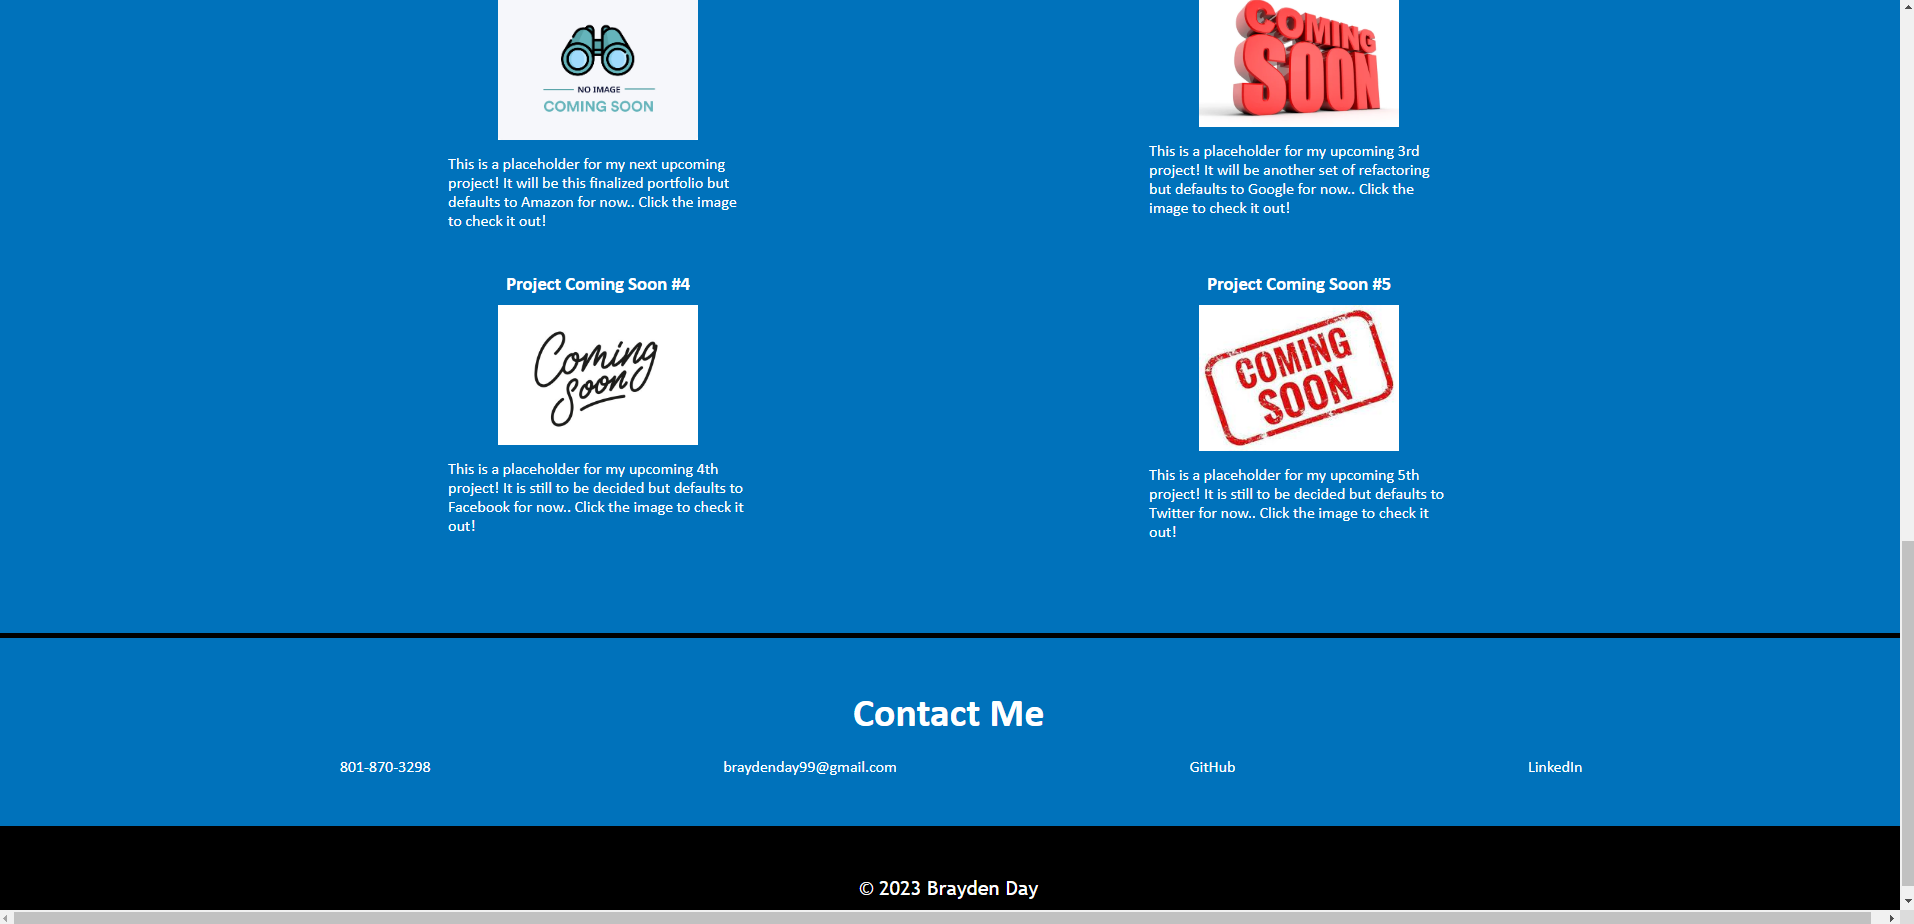 NO IMAGE
COMING SOON
This is a placeholder for my next upcoming
project! It will be this finalized portfolio but
defaults to Amazon for now.. Click the image
to check it out!
COMING
SOON
This is a placeholder for my upcoming 3rd
project! It will be another set of refactoring
but defaults to Google for now.. Click the
image to check it out!
Project Coming Soon #4
Coming
Soon
This is a placeholder for my upcoming 4th
project! It is still to be decided but defaults to
Facebook for now.. Click the image to check it
out!
Project Coming Soon #5
COMING
SOON
This is a placeholder for my upcoming 5th
project! It is still to be decided but defaults to
Twitter for now.. Click the image to check it
out!
Contact Me
801-870-3298
braydenday99@gmail.com
GitHub
LinkedIn
© 2023 Brayden Day